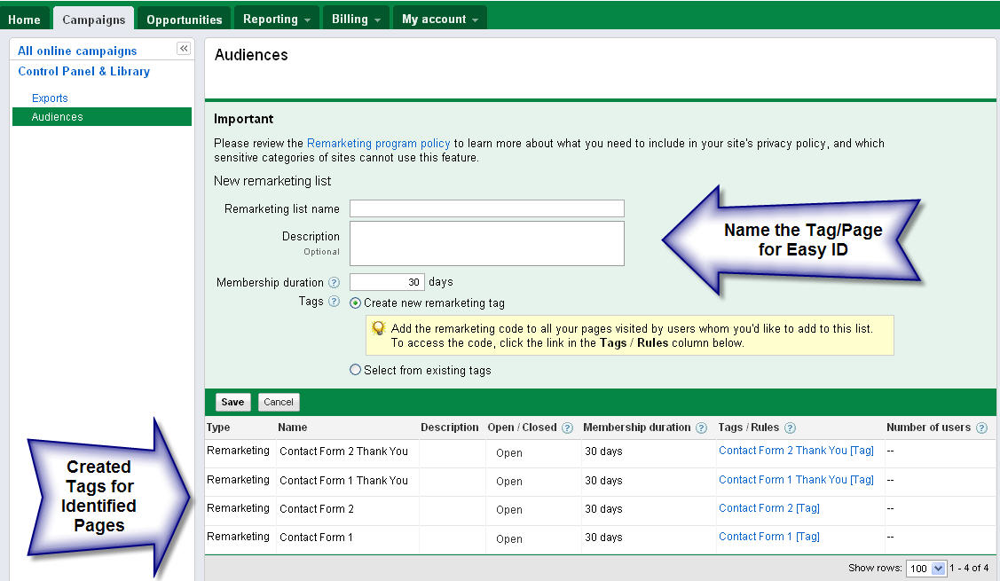 Home Campaigns Opportunities Reporting Billing My account
All online campaigns
Control Panel & Library
Exports
Audiences
Audiences
Important
Please review the Remarketing program policy to learn more about what you need to include in your site's privacy policy, and which
sensitive categories of sites cannot use this feature.
New remarketing list
Remarketing list name
Description
Optional
Membership duration ? 30 days
Tags ? Create new remarketing tag
Add the remarketing code to all your pages visited by users whom you'd like to add to this list.
To access the code, click the link in the Tags / Rules column below.
Select from existing tags
Name the Tag/Page
for Easy ID
Save Cancel
Type Name Description Open / Closed ? Membership duration ? Tags / Rules ? Number of users ?
Remarketing Contact Form 2 Thank You Open 30 days Contact Form 2 Thank You [Tag] --
Remarketing Contact Form 1 Thank You Open 30 days Contact Form 1 Thank You [Tag] --
Remarketing Contact Form 2 Open 30 days Contact Form 2 [Tag] --
Remarketing Contact Form 1 Open 30 days Contact Form 1 [Tag] --
Created
Tags for
Identified
Pages
Show rows: 100 1 - 4 of 4